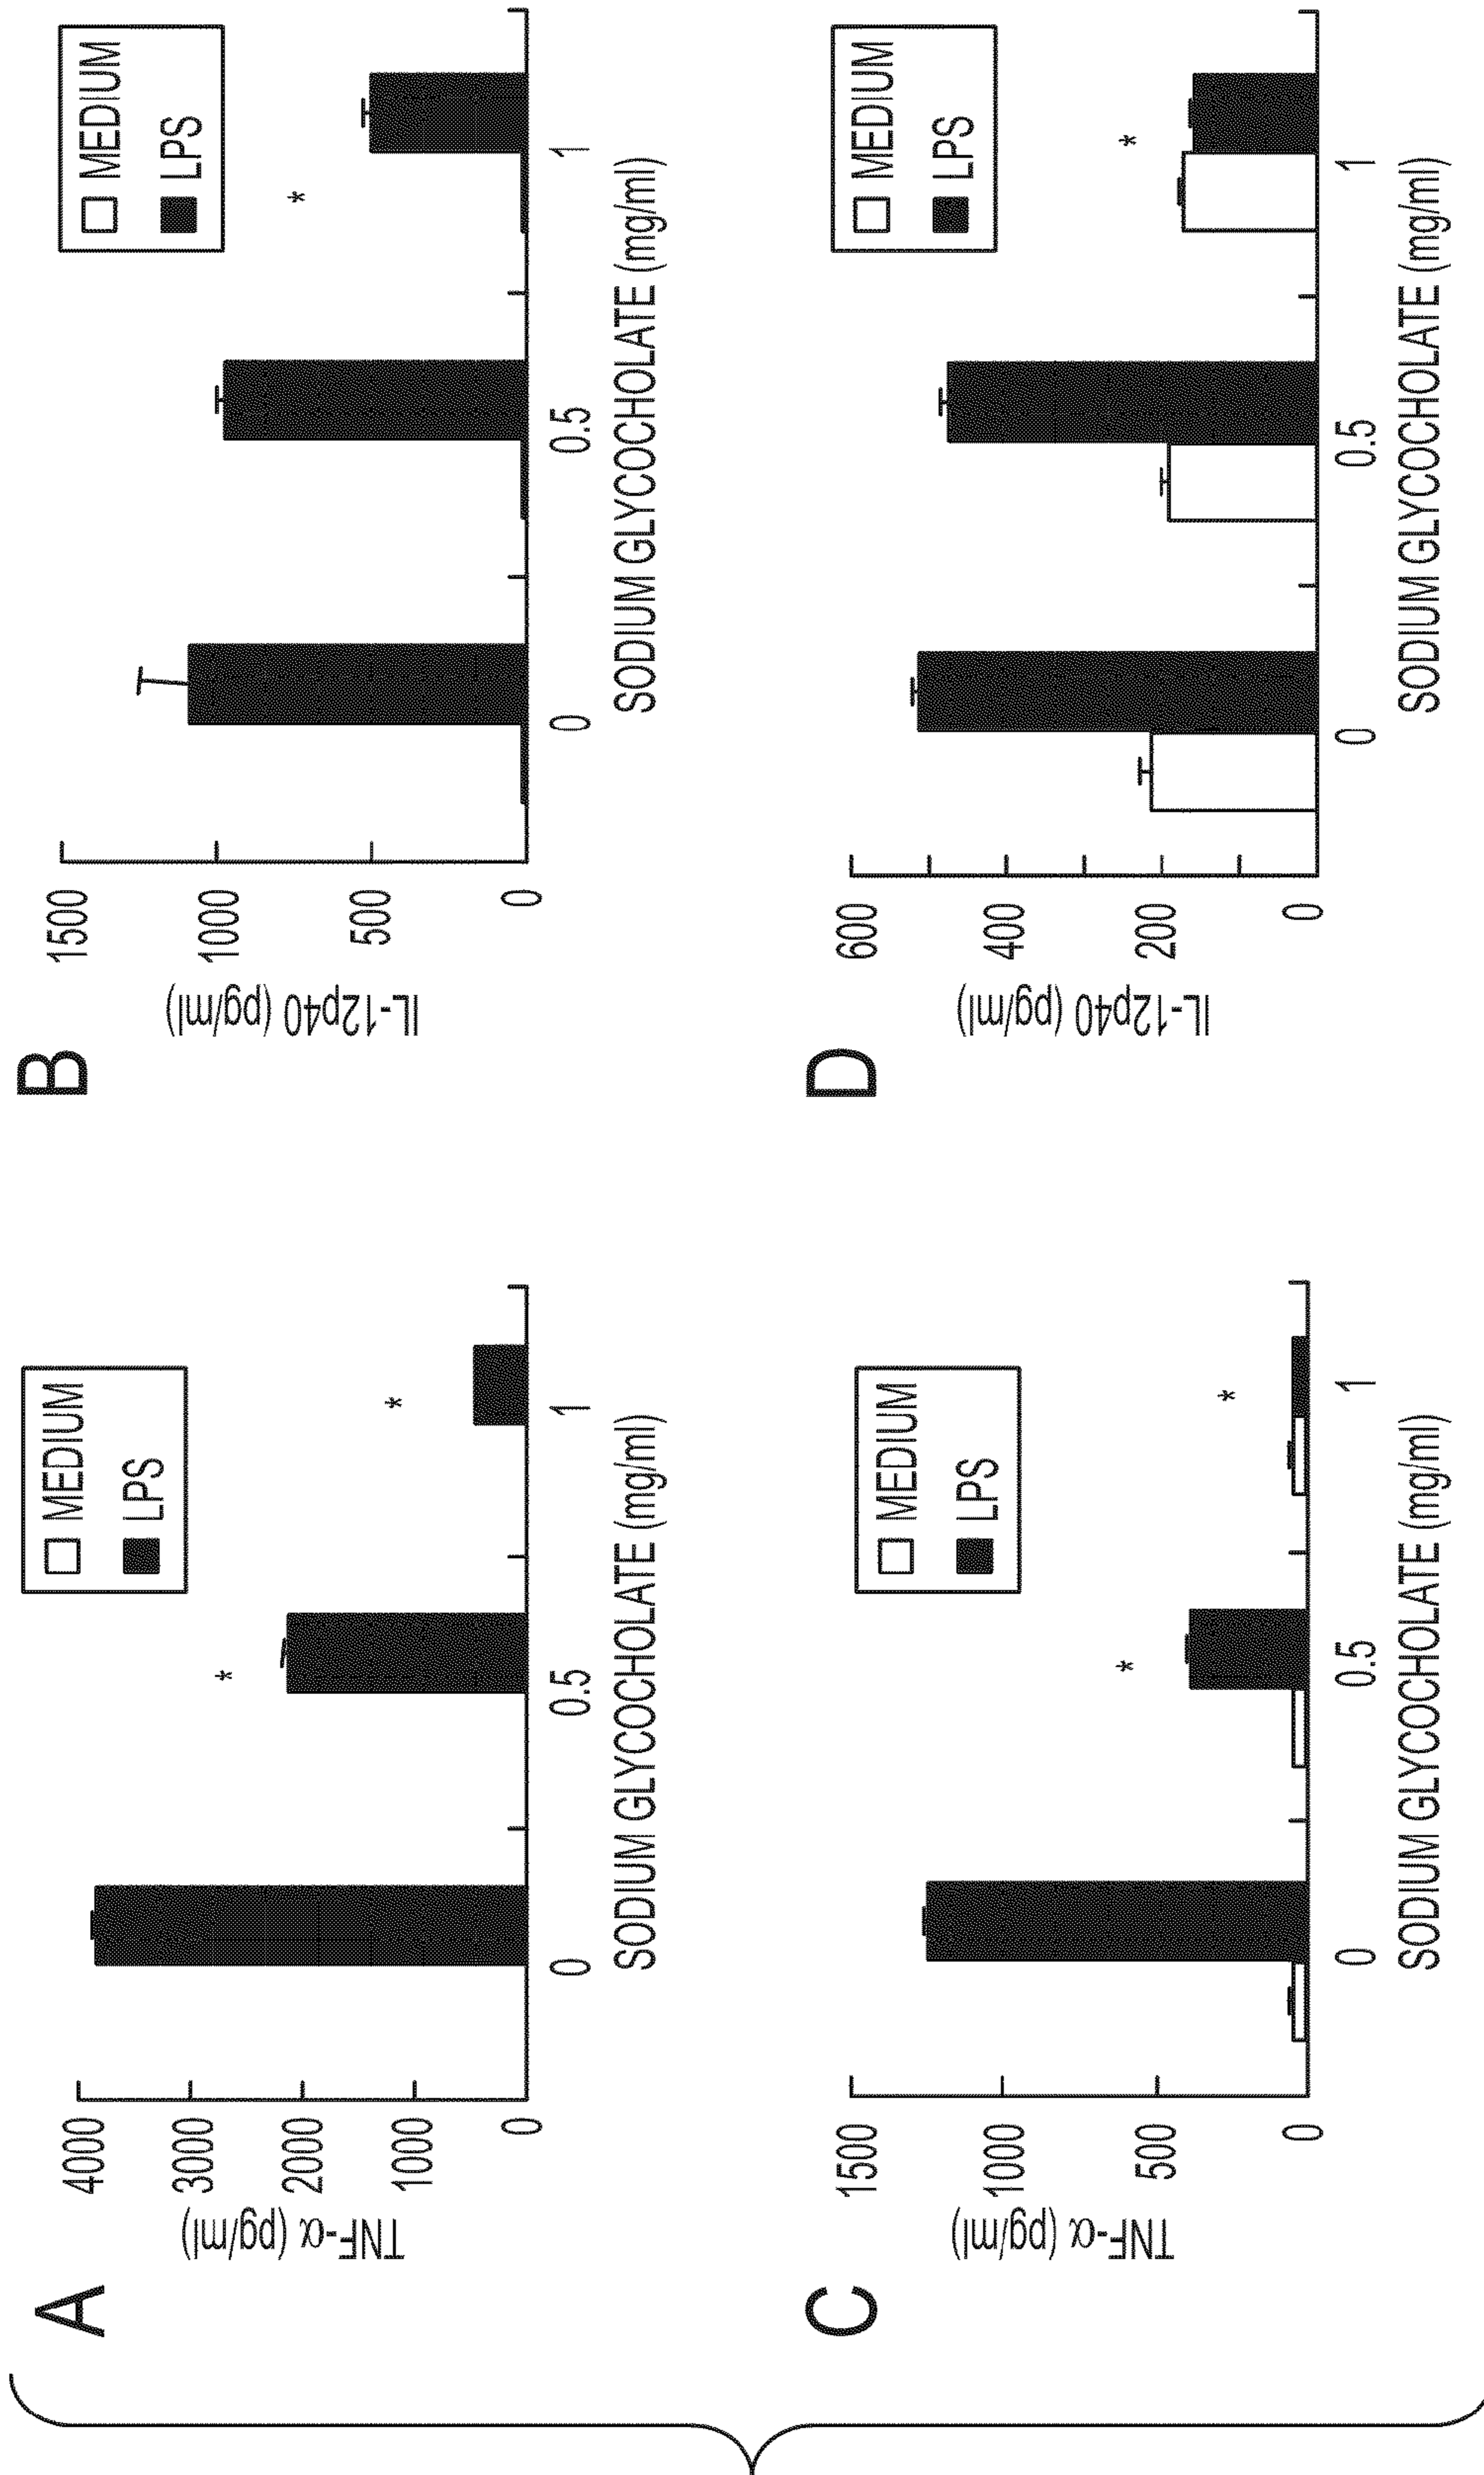 A
TNF-α (pg/ml)
4000
3000
2000
1000
0
MEDIUM
LPS
*
*
0
0.5
1
SODIUM GLYCOCHOLATE (mg/ml)
B
IL-12p40 (pg/ml)
1500
1000
500
0
MEDIUM
LPS
*
0
0.5
1
SODIUM GLYCOCHOLATE (mg/ml)
C
TNF-α (pg/ml)
1500
1000
500
0
MEDIUM
LPS
*
*
0
0.5
1
SODIUM GLYCOCHOLATE (mg/ml)
D
IL-12p40 (pg/ml)
600
400
200
0
MEDIUM
LPS
*
0
0.5
1
SODIUM GLYCOCHOLATE (mg/ml)